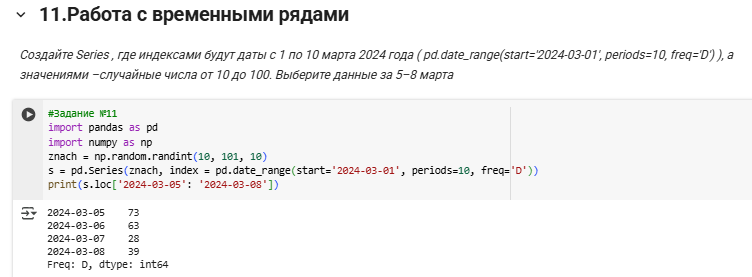 11.Работа с временными рядами
Создайте Series , где индексами будут даты с 1 по 10 марта 2024 года ( pd.date_range(start='2024-03-01', periods=10, freq='D') ), а
значениями –случайные числа от 10 до 100. Выберите данные за 5–8 марта
#Задание №11
import pandas as pd
import numpy as np
znach = np.random.randint(10, 101, 10)
s = pd.Series(znach, index = pd.date_range(start='2024-03-01', periods=10, freq='D'))
print(s.loc['2024-03-05': '2024-03-08'])
2024-03-05    73
2024-03-06    63
2024-03-07    28
2024-03-08    39
Freq: D, dtype: int64